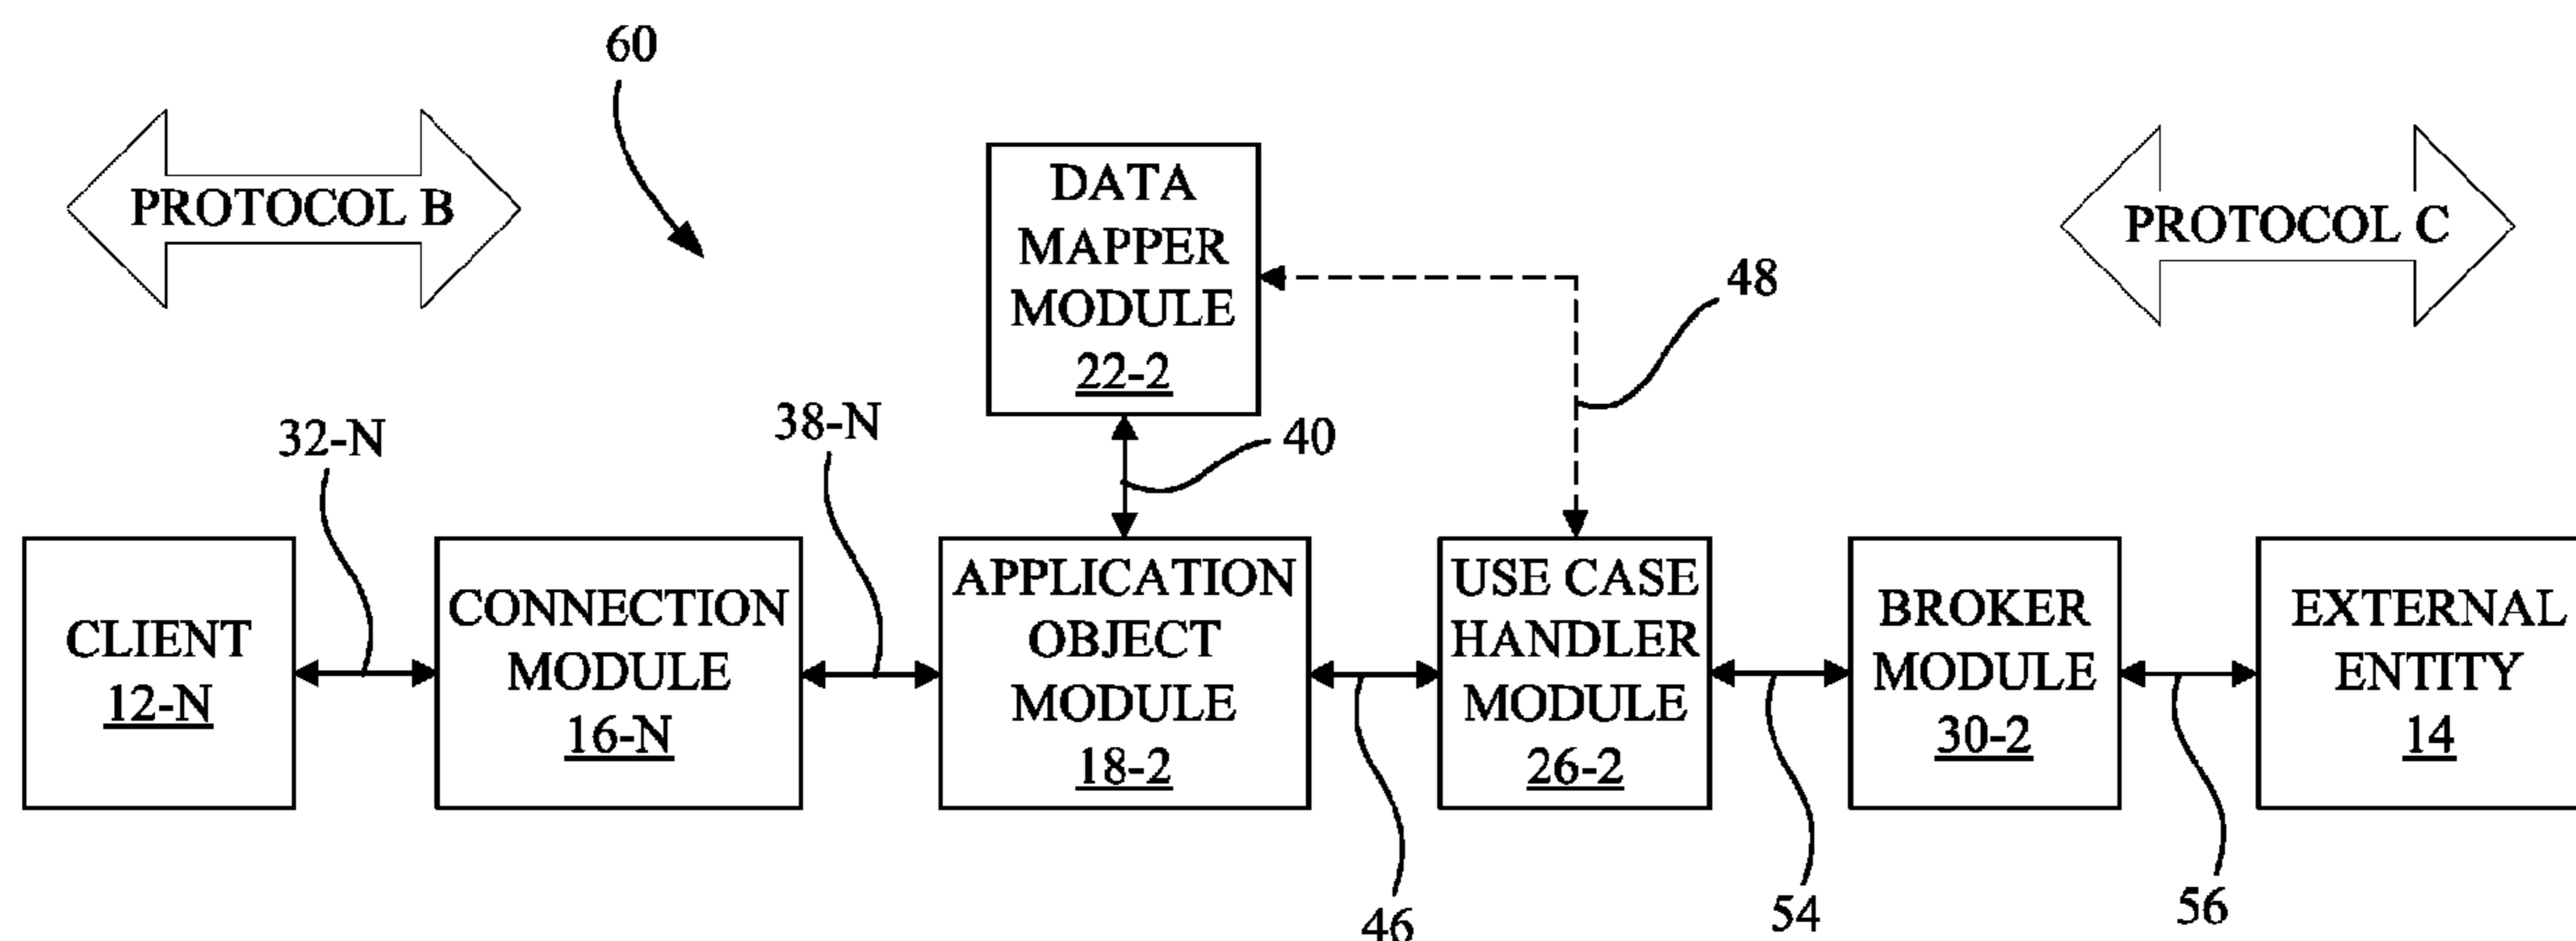 60
PROTOCOL B
DATA
MAPPER
MODULE
22-2
PROTOCOL C
48
32-N
38-N
40
CLIENT
12-N
CONNECTION
MODULE
16-N
APPLICATION
OBJECT
MODULE
18-2
USE CASE
HANDLER
MODULE
26-2
BROKER
MODULE
30-2
EXTERNAL
ENTITY
14
46
54
56